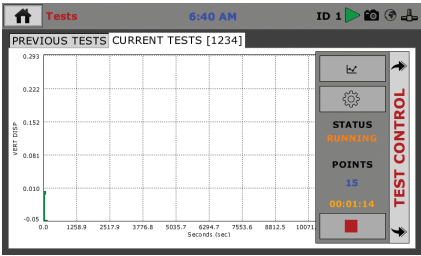 Tests 6:40 AM ID 1
PREVIOUS TESTS CURRENT TESTS [1234]
0.293
0.222
0.152
0.081
0.010
-0.05
VERT DISP
0.0 1258.9 2517.9 3776.8 5035.7 6294.7 7553.6 8812.5 10071.
Seconds (sec)
STATUS
RUNNING
POINTS
15
00:01:14
TEST CONTROL